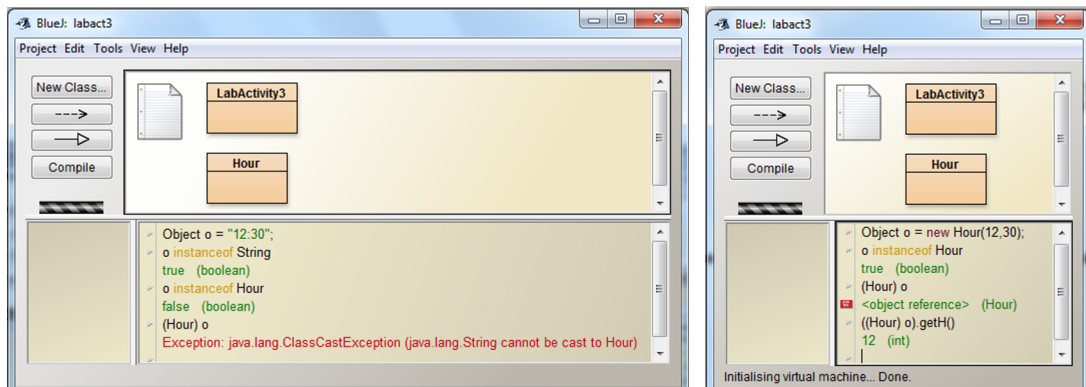 BlueJ: labact3
Project Edit Tools View Help
New Class...
Compile
LabActivity3
Hour
Object o = "12:30";
o instanceof String
true (boolean)
o instanceof Hour
false (boolean)
(Hour) o
Exception: java.lang.ClassCastException (java.lang.String cannot be cast to Hour)
BlueJ: labact3
Project Edit Tools View Help
New Class...
Compile
LabActivity3
Hour
Object o = new Hour(12,30);
o instanceof Hour
true (boolean)
(Hour) o
<object reference> (Hour)
((Hour) o).getH()
12 (int)
Initialising virtual machine... Done.